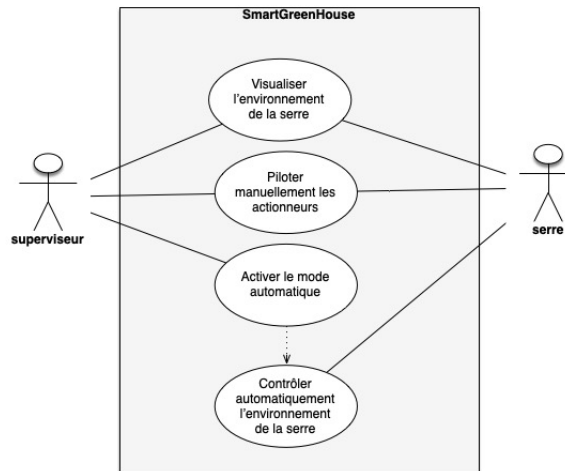 SmartGreenHouse
Visualiser
l'environnement
de la serre
Piloter
manuellement les
actionneurs
superviseur
serre
Activer le mode
automatique
Contrôler
automatiquement
l'environnement
de la serre